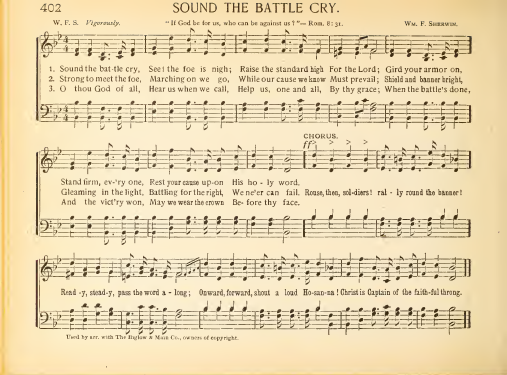 402 SOUND THE BATTLE CRY.
W. F. S. Vigorously. "If God be for us, who can be against us?"—Rom. 8:31. Wm. F. Sherwin.
1. Sound the bat-tle cry, See! the foe is nigh; Raise the standard high For the Lord; Gird your armor on,
2. Strong to meet the foe, Marching on we go, While our cause we know Must prevail; Shield and banner bright,
3. O thou God of all, Hear us when we call, Help us, one and all, By thy grace; When the battle's done,
CHORUS.
ff
Stand firm, ev-'ry one, Rest your cause up-on His ho - ly word.
Gleaming in the light, Battling for the right, We ne'er can fail. Rouse, then, sol-diers! ral - ly round the banner!
And the vict'ry won, May we wear the crown Be- fore thy face.
Read -y, stead-y, pass the word a - long; Onward, forward, shout a loud Ho-san-na! Christ is Captain of the faith-ful throng.
Used by arr. with The Biglow & Main Co., owners of copyright.